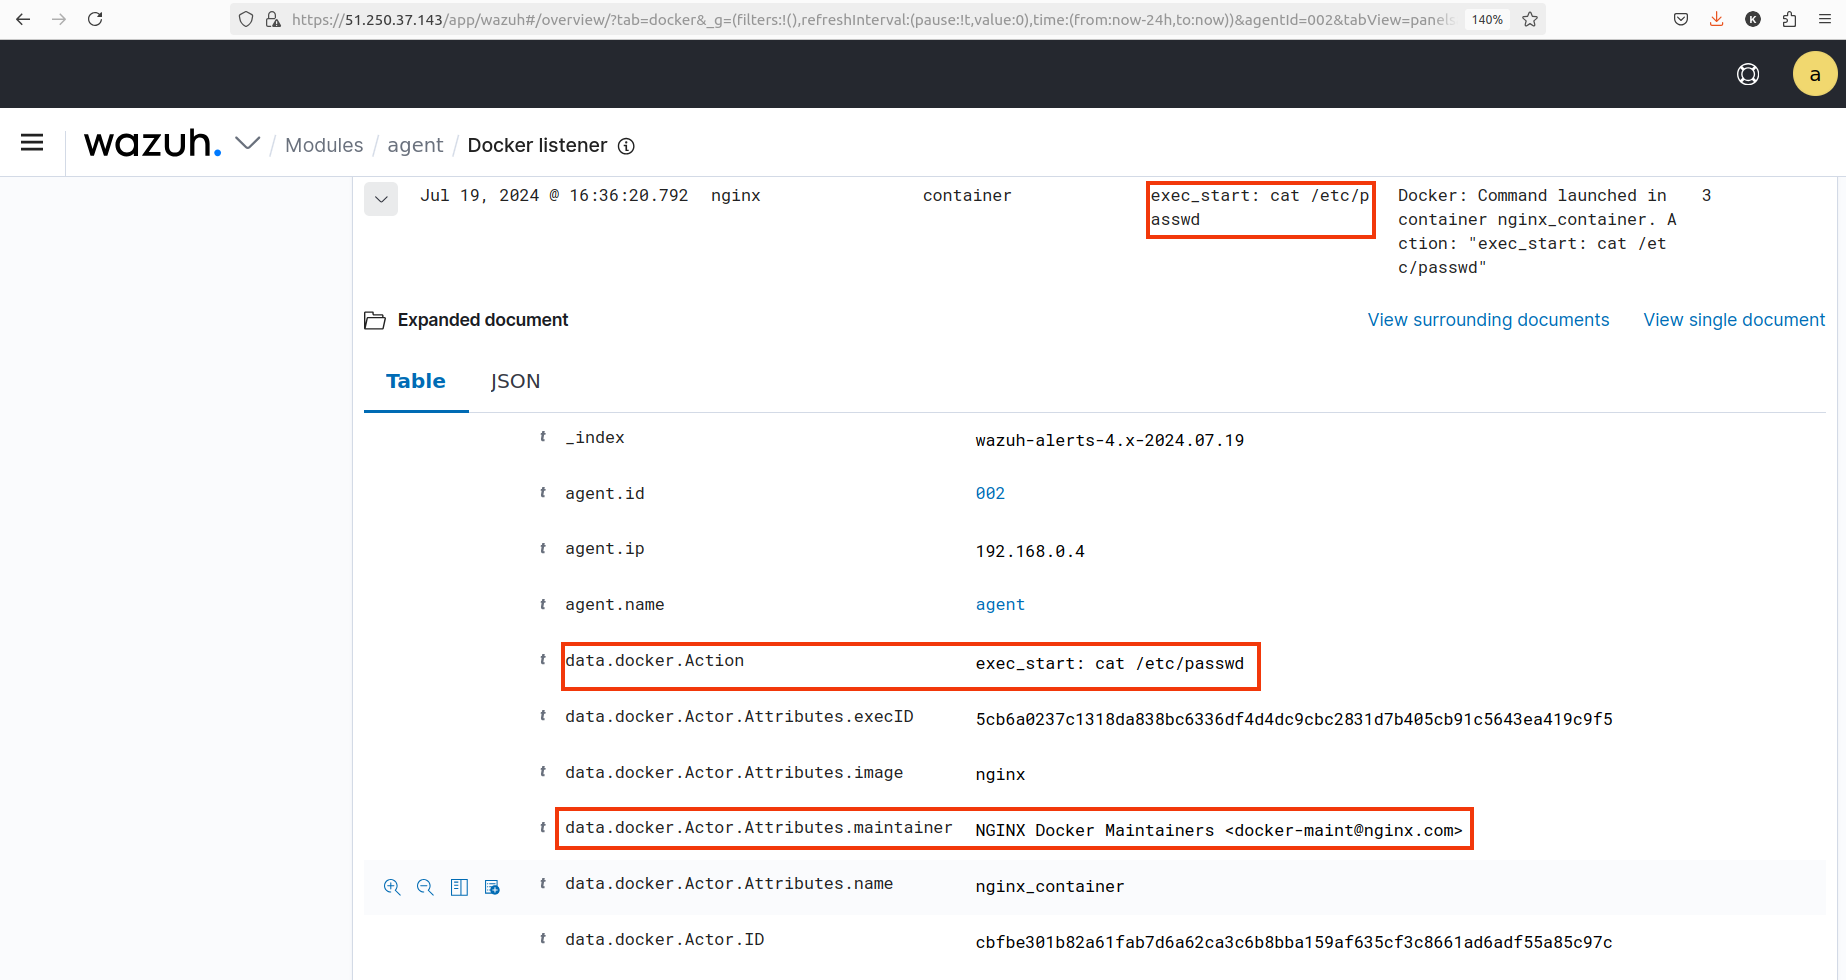 https://51.250.37.143/app/wazuh#/overview/?tab=docker&_g=(filters:!(),refreshInterval:(pause:!t,value:0),time:(from:now-24h,to:now))&agentId=002&tabView=panels
140%
K
a
wazuh. / Modules / agent / Docker listener
Jul 19, 2024 @ 16:36:20.792 nginx container exec_start: cat /etc/p Docker: Command launched in 3
asswd container nginx_container. A
ction: "exec_start: cat /et
c/passwd"
Expanded document View surrounding documents View single document
Table JSON
t _index wazuh-alerts-4.x-2024.07.19
t agent.id 002
t agent.ip 192.168.0.4
t agent.name agent
t data.docker.Action exec_start: cat /etc/passwd
t data.docker.Actor.Attributes.execID 5cb6a0237c1318da838bc6336df4d4dc9cbc2831d7b405cb91c5643ea419c9f5
t data.docker.Actor.Attributes.image nginx
t data.docker.Actor.Attributes.maintainer NGINX Docker Maintainers <docker-maint@nginx.com>
t data.docker.Actor.Attributes.name nginx_container
t data.docker.Actor.ID cbfbe301b82a61fab7d6a62ca3c6b8bba159af635cf3c8661ad6adf55a85c97c